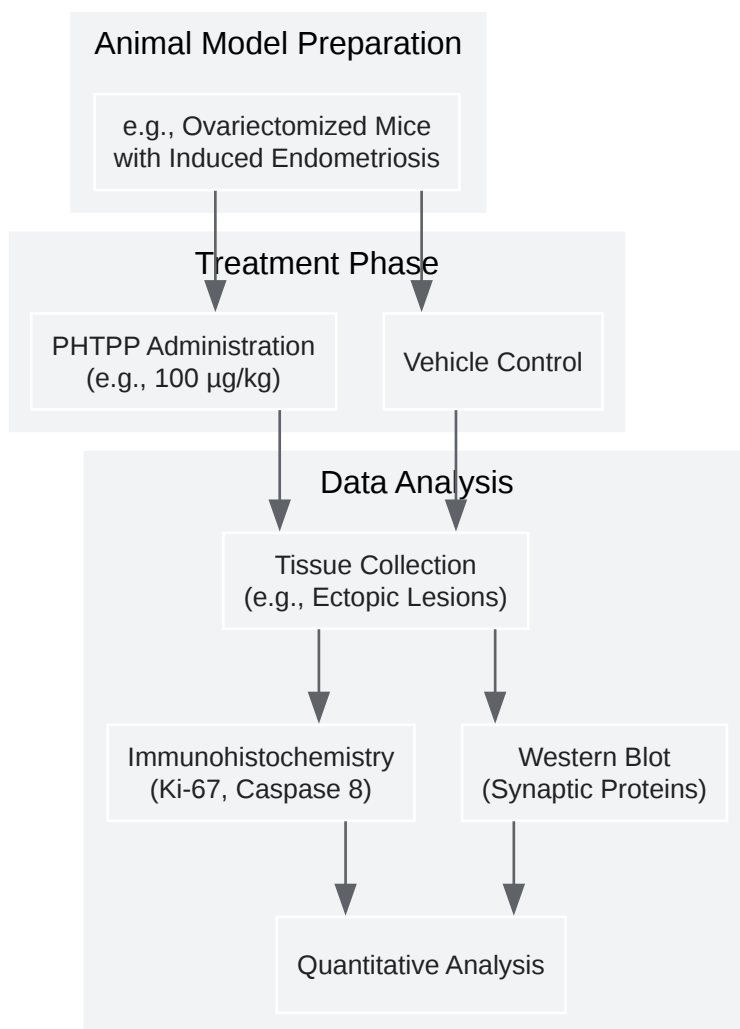 Animal Model Preparation
e.g., Ovariectomized Mice
with Induced Endometriosis
Treatment Phase
PHTPP Administration
(e.g., 100 µg/kg)
Vehicle Control
Data Analysis
Tissue Collection
(e.g., Ectopic Lesions)
Immunohistochemistry
(Ki-67, Caspase 8)
Western Blot
(Synaptic Proteins)
Quantitative Analysis